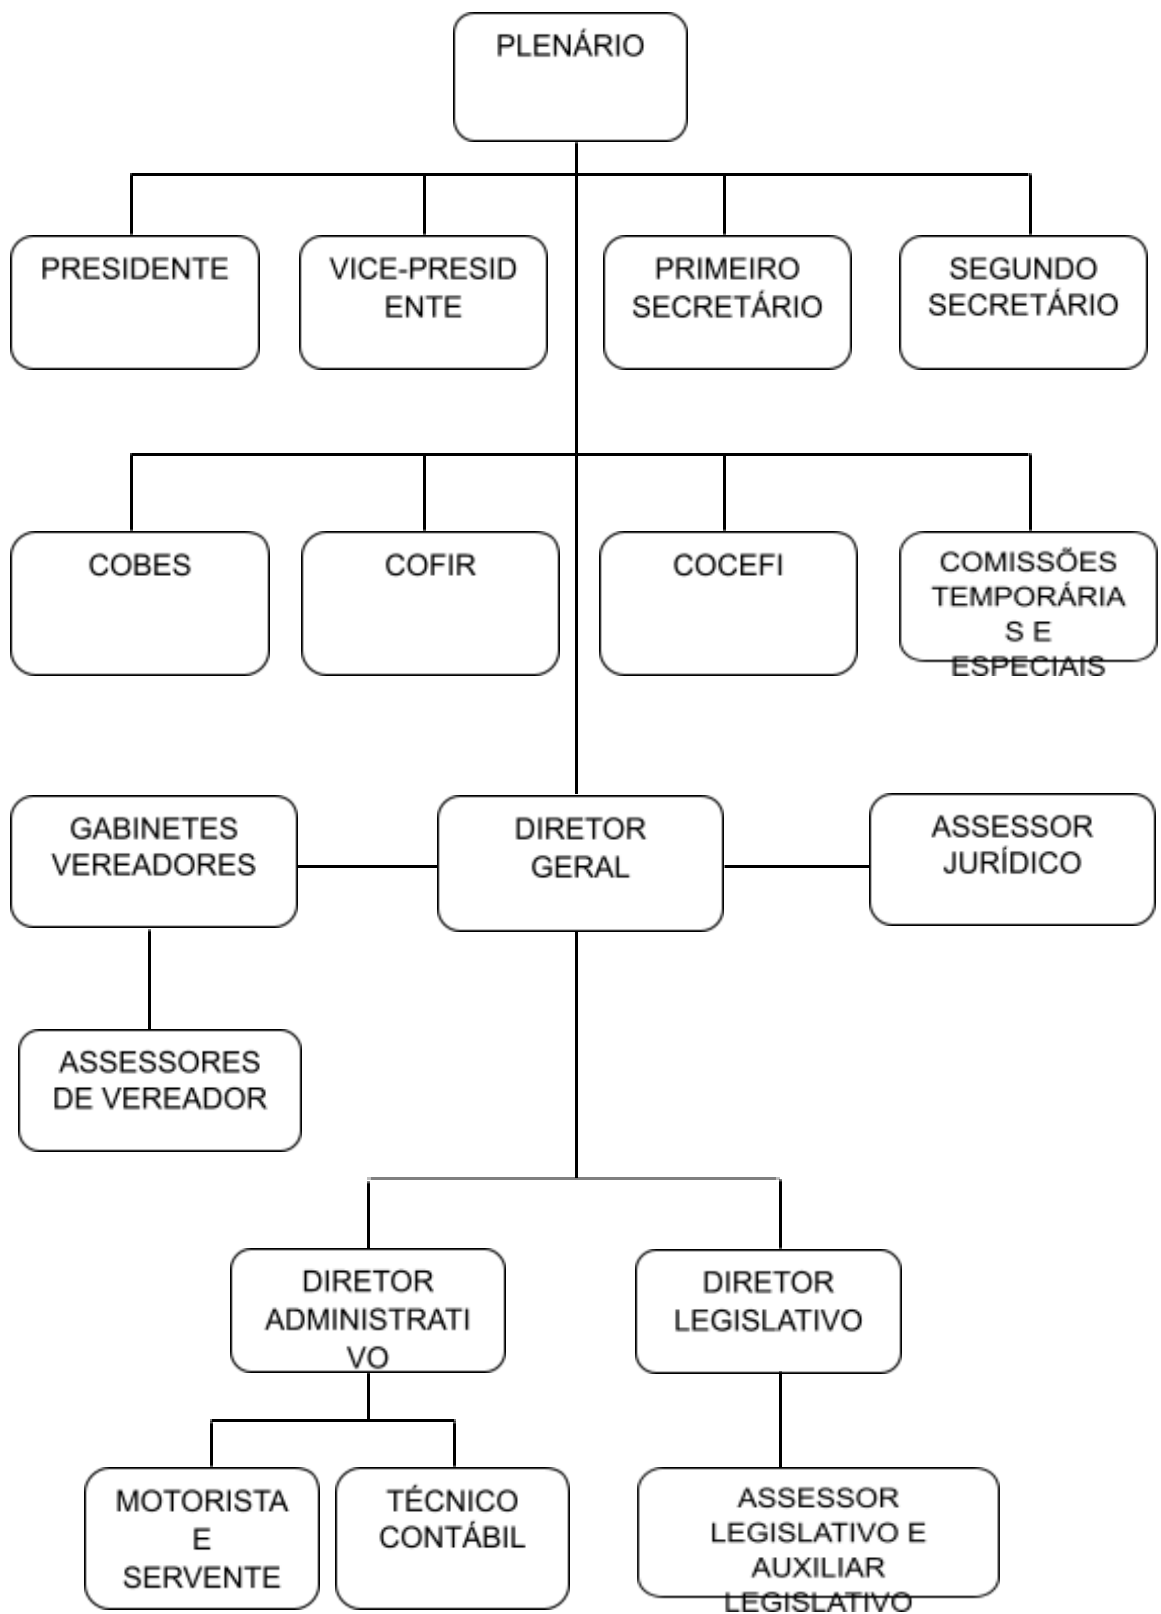 PLENÁRIO
PRESIDENTE
VICE-PRESID
ENTE
PRIMEIRO
SECRETÁRIO
SEGUNDO
SECRETÁRIO
COBES
COFIR
COCEFI
COMISSÕES
TEMPORÁRIA
S E
ESPECIAIS
GABINETES
VEREADORES
DIRETOR
GERAL
ASSESSOR
JURÍDICO
ASSESSORES
DE VEREADOR
DIRETOR
ADMINISTRATI
VO
DIRETOR
LEGISLATIVO
MOTORISTA
E
SERVENTE
TÉCNICO
CONTÁBIL
ASSESSOR
LEGISLATIVO E
AUXILIAR
LEGISLATIVO